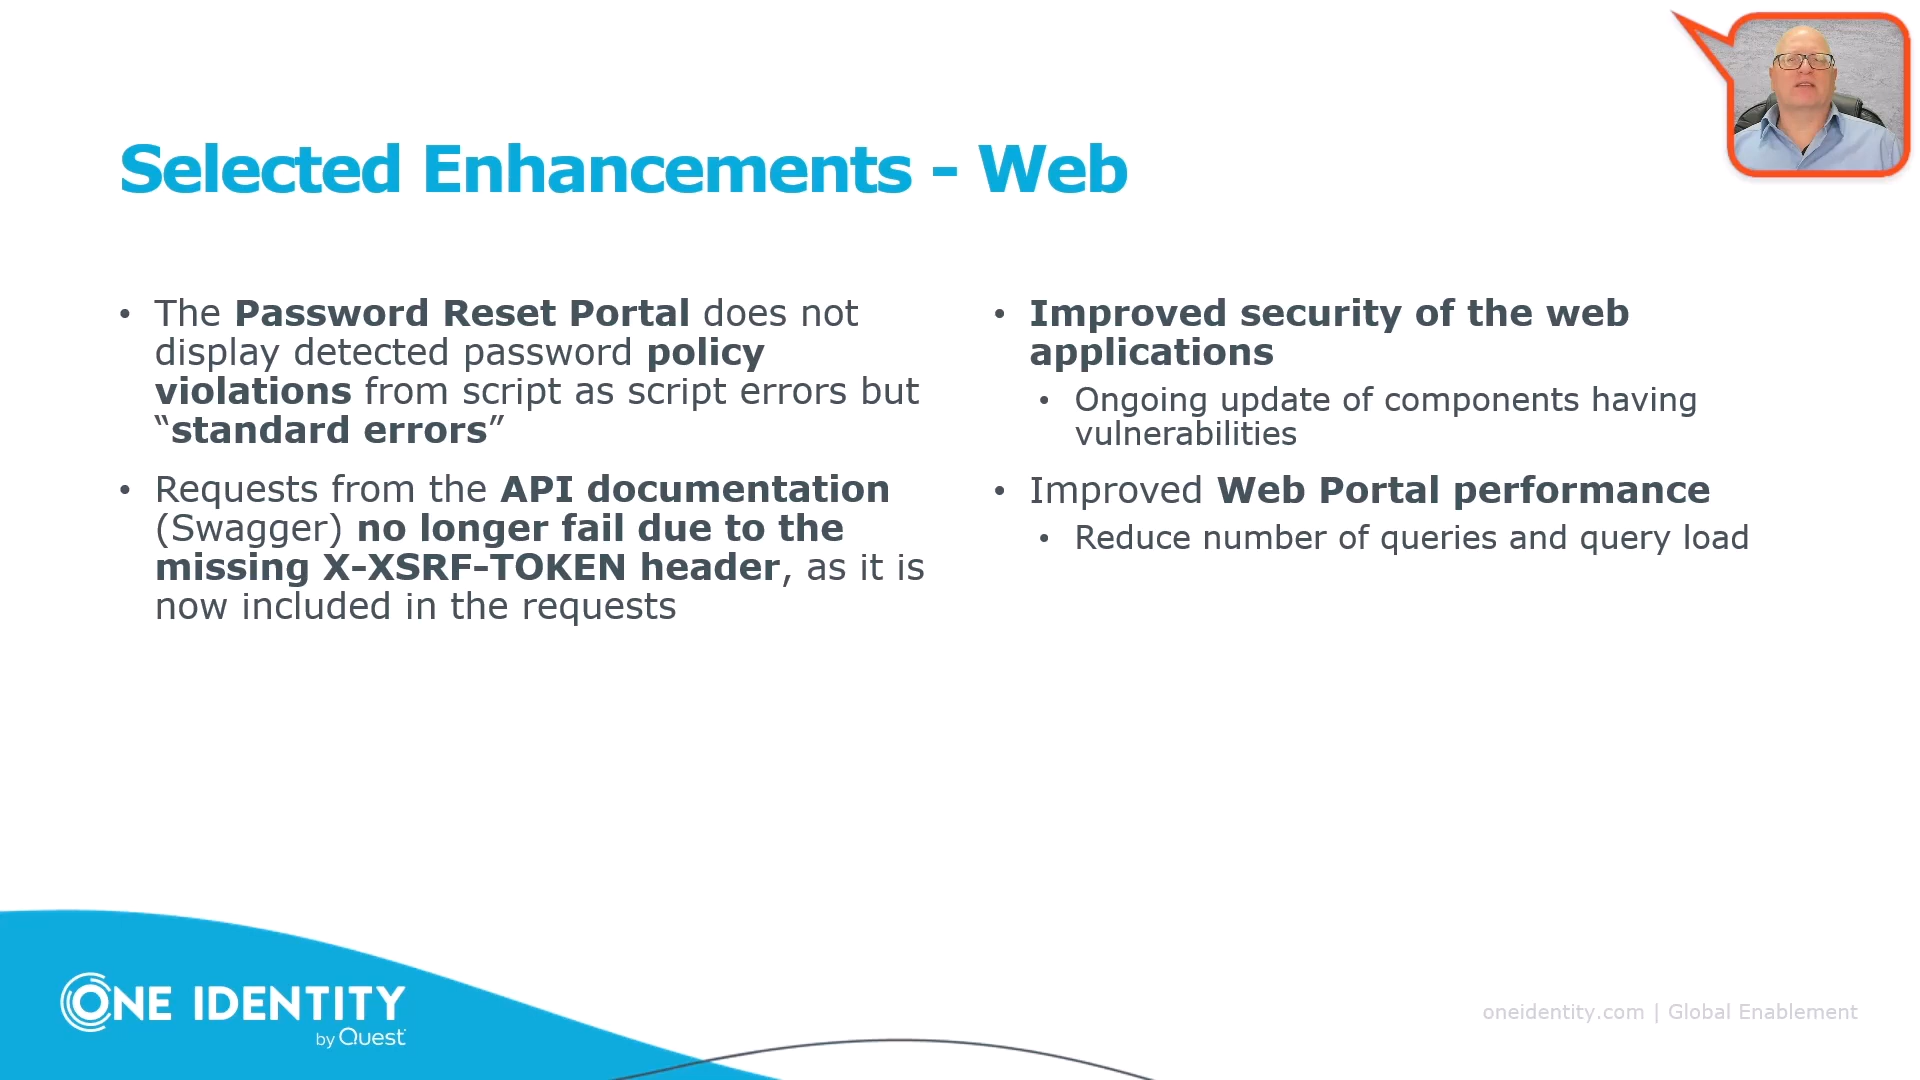 Selected Enhancements - Web
• The Password Reset Portal does not
display detected password policy
violations from script as script errors but
“standard errors”
• Requests from the API documentation
(Swagger) no longer fail due to the
missing X-XSRF-TOKEN header, as it is
now included in the requests
• Improved security of the web
applications
• Ongoing update of components having
vulnerabilities
• Improved Web Portal performance
• Reduce number of queries and query load
ONE IDENTITY
by Quest
oneidentity.com | Global Enablement